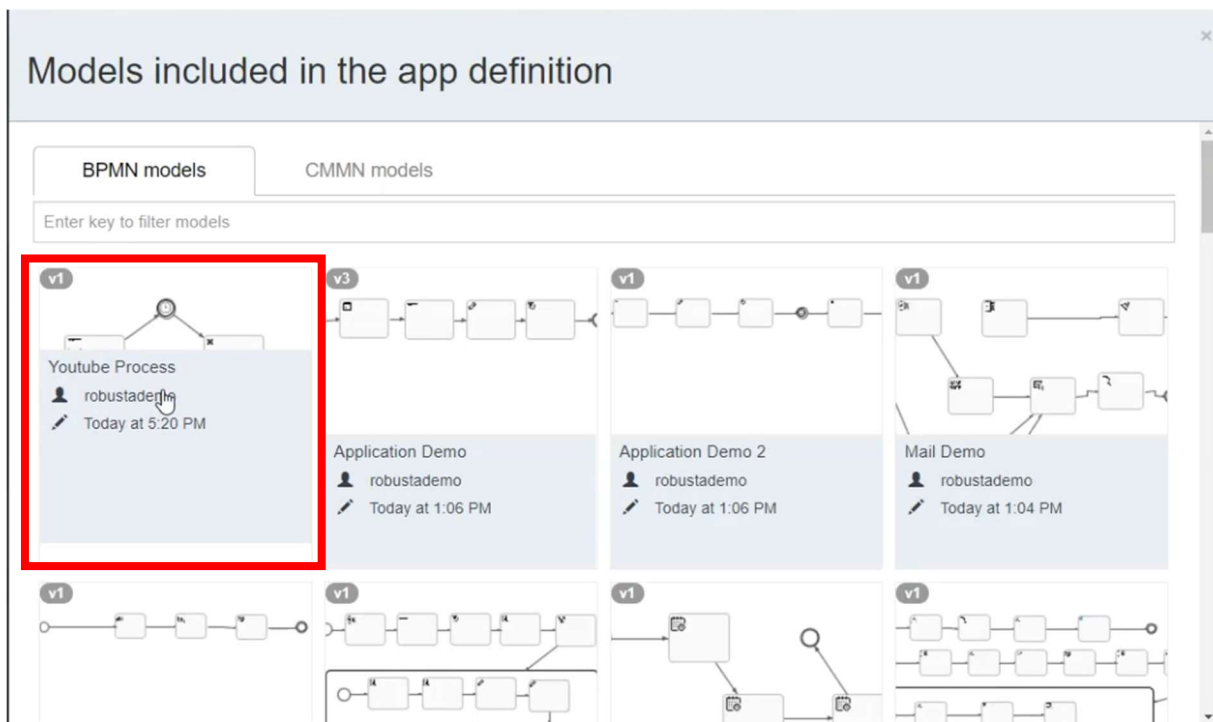 Models included in the app definition
×
BPMN models
CMMN models
Enter key to filter models
v1
Youtube Process
robustademo
Today at 5:20 PM
v3
Application Demo
robustademo
Today at 1:06 PM
v1
Application Demo 2
robustademo
Today at 1:06 PM
v1
Mail Demo
robustademo
Today at 1:04 PM
v1
v1
v1
v1